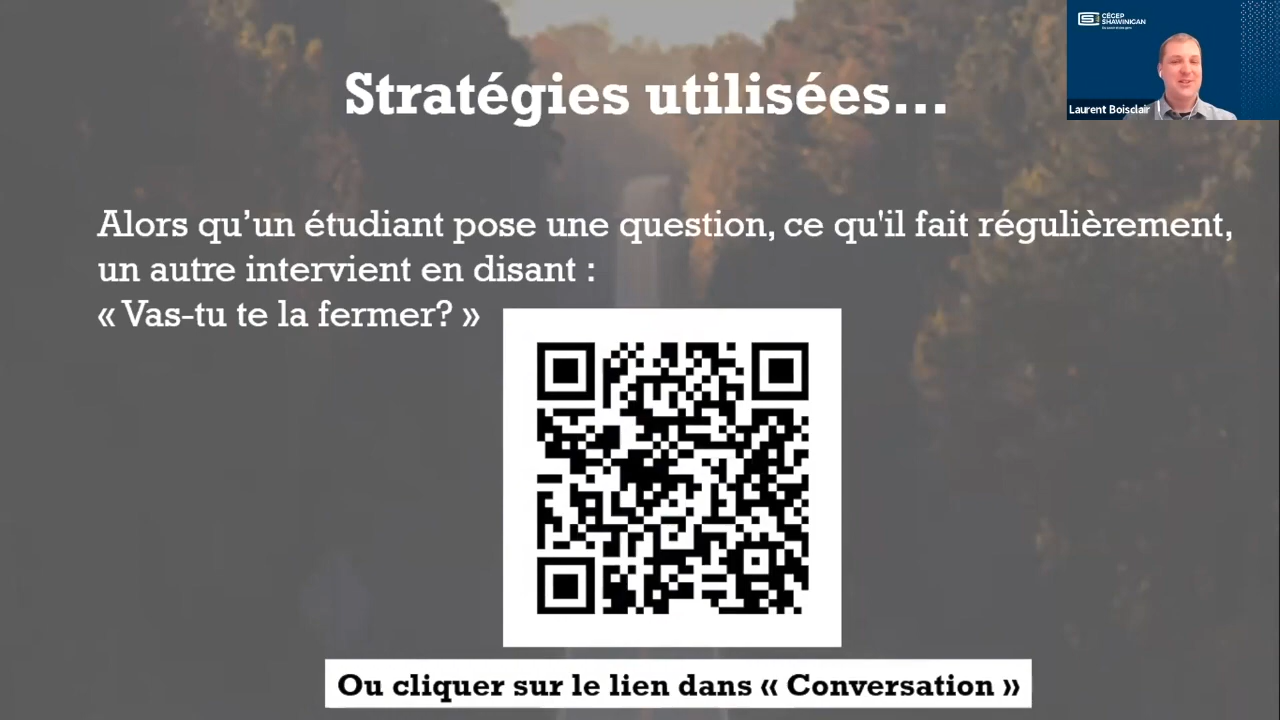 Stratégies utilisées...
CÉGEP
SHAWINIGAN
Laurent Boisclair
Alors qu’un étudiant pose une question, ce qu'il fait régulièrement,
un autre intervient en disant :
« Vas-tu te la fermer? »
Ou cliquer sur le lien dans « Conversation »